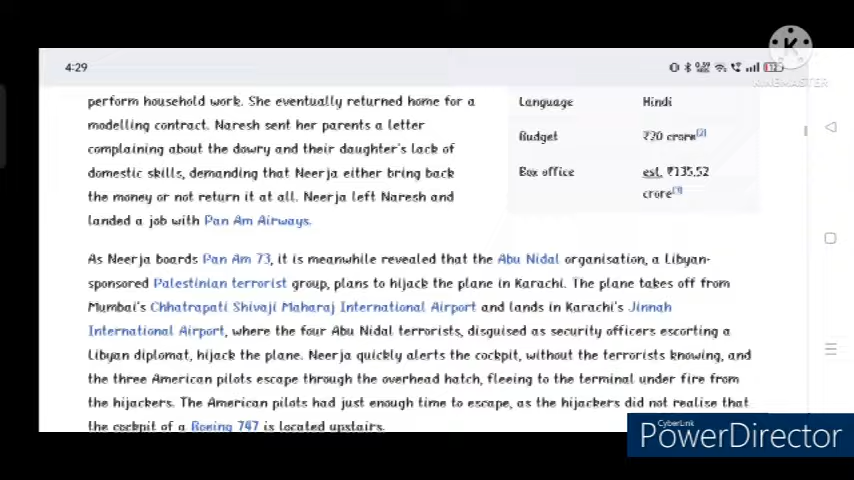 4:29
KINEMASTER
perform household work. She eventually returned home for a
modelling contract. Naresh sent her parents a letter
complaining about the dowry and their daughter's lack of
domestic skills, demanding that Neerja either bring back
the money or not return it at all. Neerja left Naresh and
landed a job with Pan Am Airways.
Language Hindi
Budget ₹20 crore[2]
Box office est. ₹135.52
crore[3]
As Neerja boards Pan Am 73, it is meanwhile revealed that the Abu Nidal organisation, a Libyan-
sponsored Palestinian terrorist group, plans to hijack the plane in Karachi. The plane takes off from
Mumbai's Chhatrapati Shivaji Maharaj International Airport and lands in Karachi's Jinnah
International Airport, where the four Abu Nidal terrorists, disguised as security officers escorting a
Libyan diplomat, hijack the plane. Neerja quickly alerts the cockpit, without the terrorists knowing, and
the three American pilots escape through the overhead hatch, fleeing to the terminal under fire from
the hijackers. The American pilots had just enough time to escape, as the hijackers did not realise that
the cockpit of a Boeing 747 is located upstairs.
CyberLink
PowerDirector